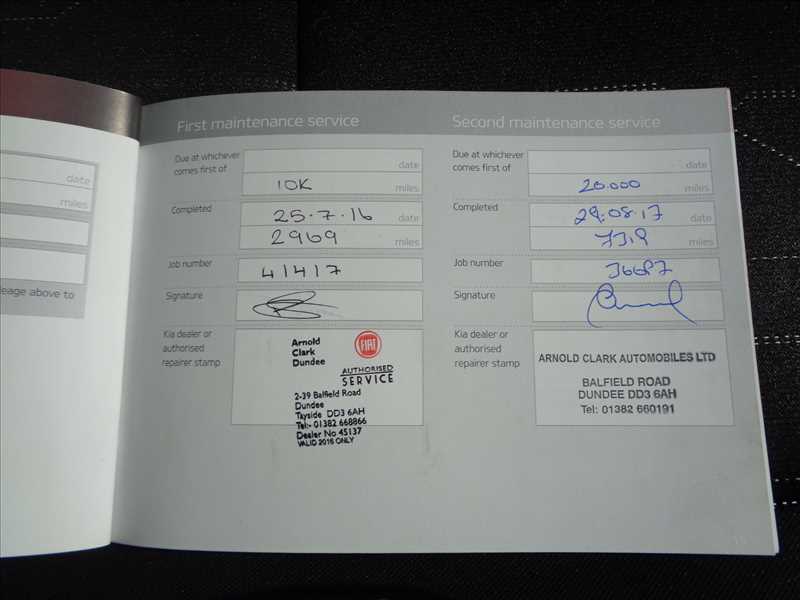 date
miles
eage above to
First maintenance service
Due at whichever
comes first of
date
10K
miles
Completed
25.7.16
date
2969
miles
Job number
41417
Signature
Kia dealer or
authorised
repairer stamp
Arnold
Clark
Dundee
FIAT
AUTHORISED
SERVICE
2-39 Balfield Road
Dundee
Tayside DD3 6AH
Tel:- 01382 668866
Dealer No 45137
VALID 2016 ONLY
Second maintenance service
Due at whichever
comes first of
date
20.000
miles
Completed
29.08.17
date
miles
Job number
Signature
Kia dealer or
authorised
repairer stamp
ARNOLD CLARK AUTOMOBILES LTD
BALFIELD ROAD
DUNDEE DD3 6AH
Tel: 01382 660191